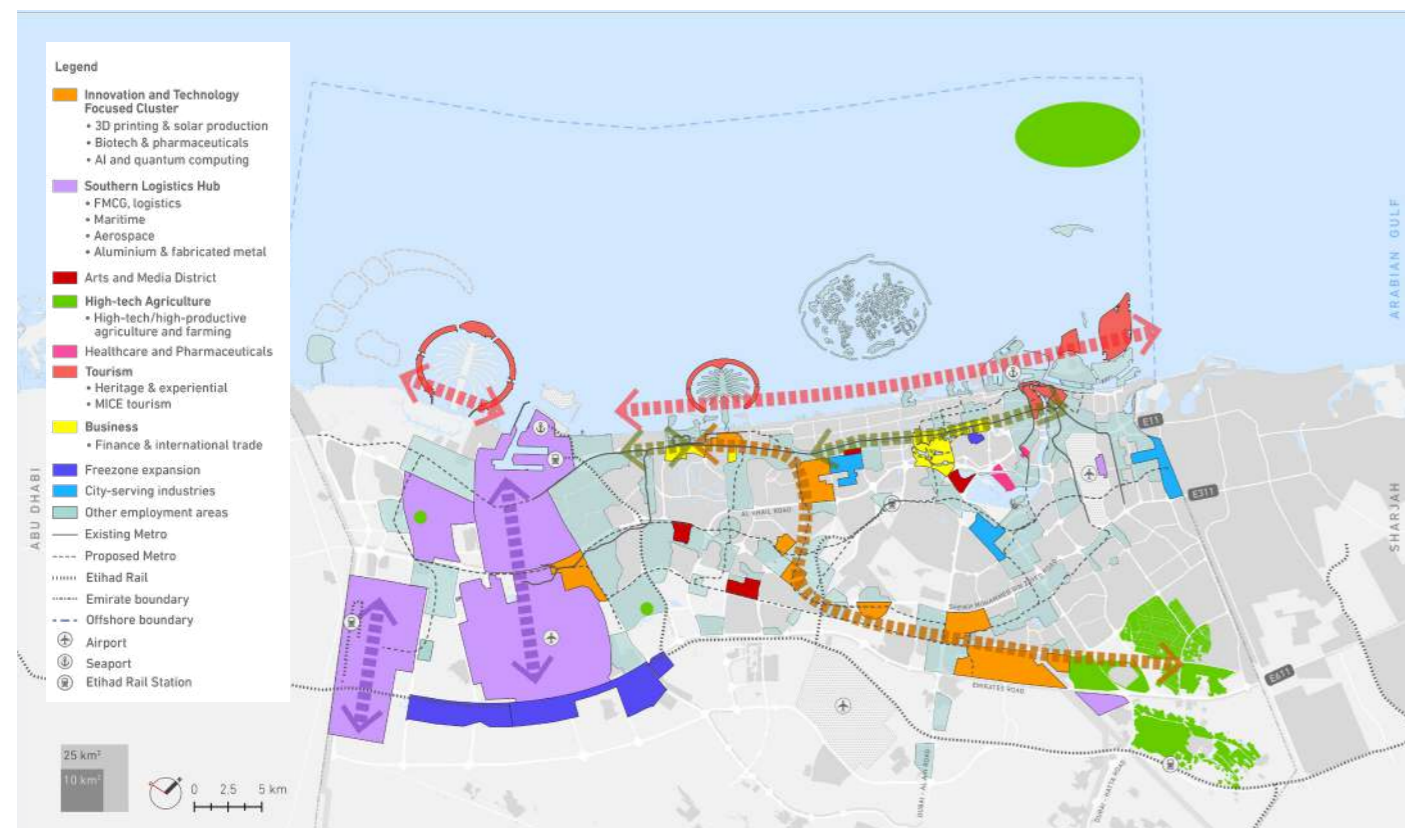 Legend
Innovation and Technology
Focused Cluster
• 3D printing & solar production
• Biotech & pharmaceuticals
• AI and quantum computing
Southern Logistics Hub
• FMCG, logistics
• Maritime
• Aerospace
• Aluminium & fabricated metal
Arts and Media District
High-tech Agriculture
• High-tech/high-productive
agriculture and farming
Healthcare and Pharmaceuticals
Tourism
• Heritage & experiential
• MICE tourism
Business
• Finance & international trade
Freezone expansion
City-serving industries
Other employment areas
Existing Metro
Proposed Metro
Etihad Rail
Emirate boundary
Offshore boundary
Airport
Seaport
Etihad Rail Station
25 km²
10 km²
0 2.5 5 km
ABU DHABI
ARABIAN GULF
SHARJAH
E11
E311
E611
AL KHAIL ROAD
SHEIKH MOHAMMED BIN ZAYED ROAD
EMIRATES ROAD
DUBAI - AL AIN ROAD
DUBAI - HATTA ROAD